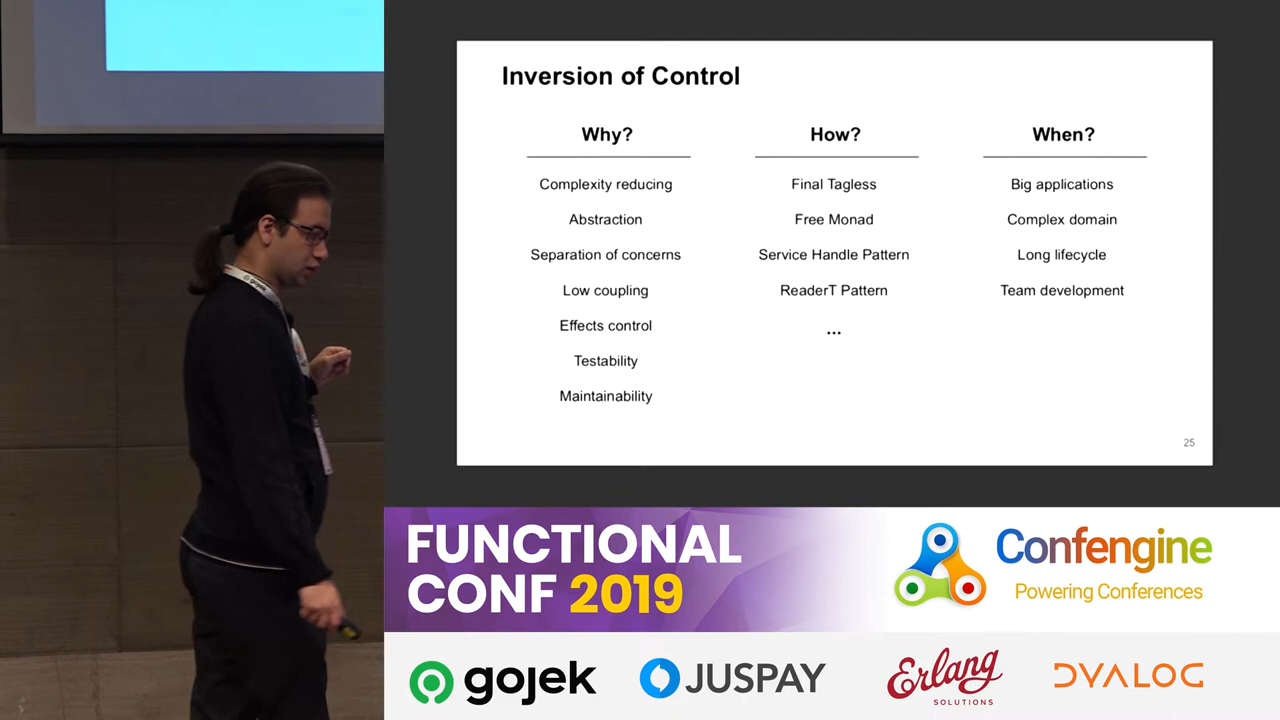 Inversion of Control
Why?
Complexity reducing
Abstraction
Separation of concerns
Low coupling
Effects control
Testability
Maintainability
How?
Final Tagless
Free Monad
Service Handle Pattern
ReaderT Pattern
...
When?
Big applications
Complex domain
Long lifecycle
Team development
25
FUNCTIONAL
CONF 2019
Confengine
Powering Conferences
gojek
JUSPAY
Erlang
SOLUTIONS
DYALOG